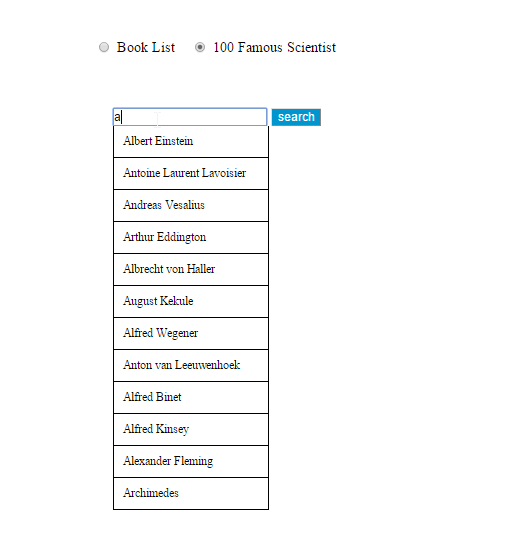 Book List 100 Famous Scientist
a search
Albert Einstein
Antoine Laurent Lavoisier
Andreas Vesalius
Arthur Eddington
Albrecht von Haller
August Kekule
Alfred Wegener
Anton van Leeuwenhoek
Alfred Binet
Alfred Kinsey
Alexander Fleming
Archimedes